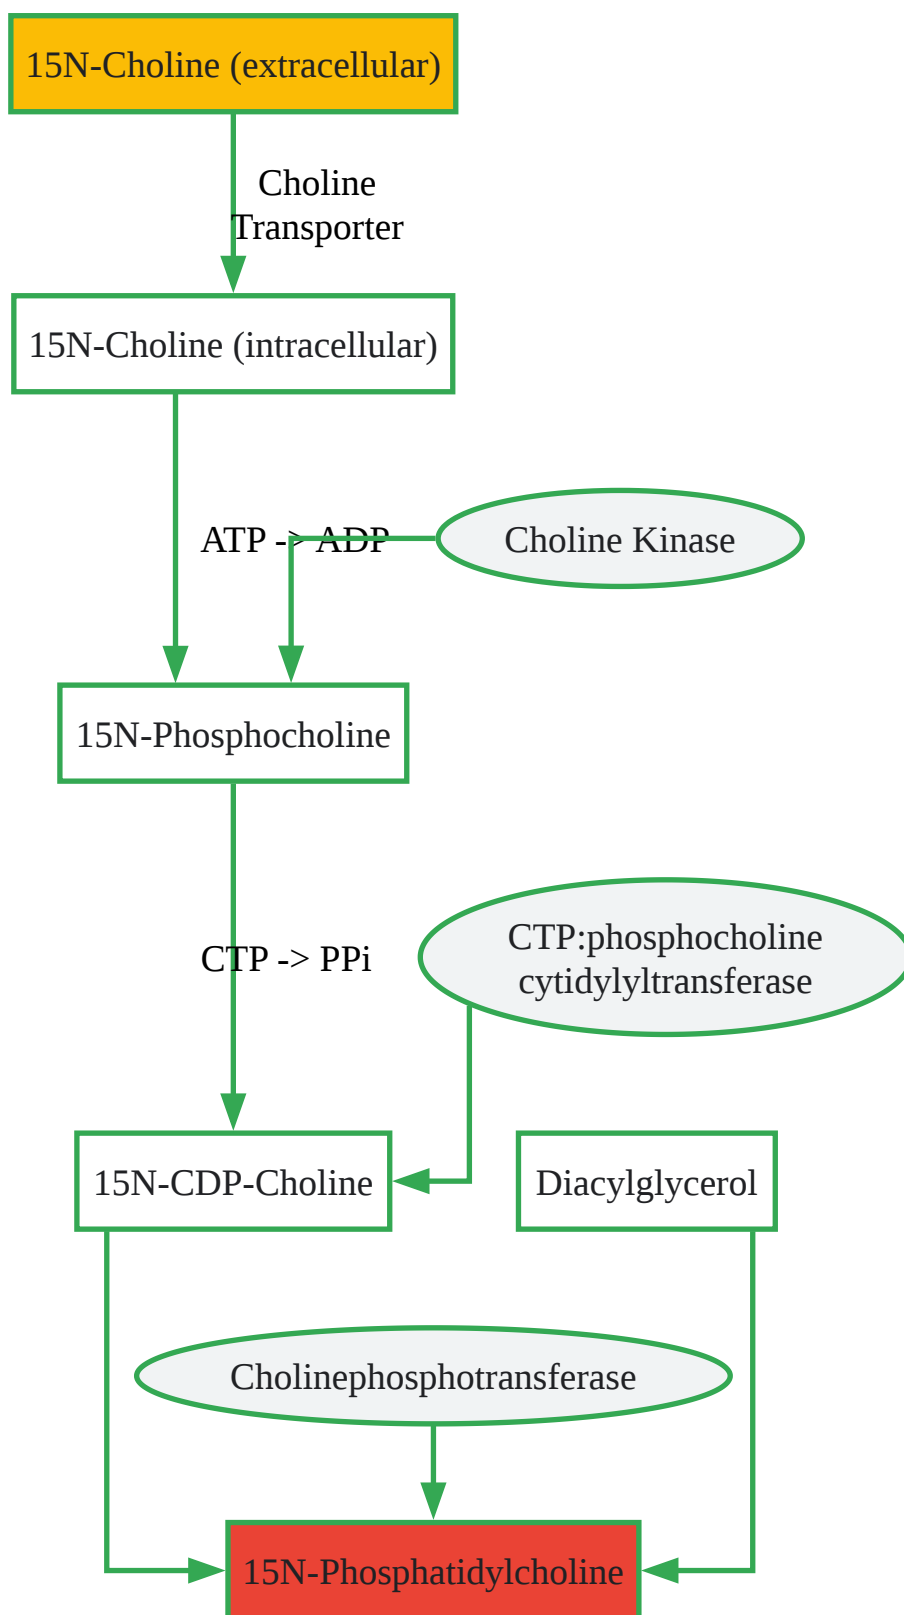 15N-Choline (extracellular)
Choline
Transporter
15N-Choline (intracellular)
ATP -> ADP
Choline Kinase
15N-Phosphocholine
CTP:phosphocholine
cytidylyltransferase
CTP -> PPi
15N-CDP-Choline
Diacylglycerol
Cholinephosphotransferase
15N-Phosphatidylcholine